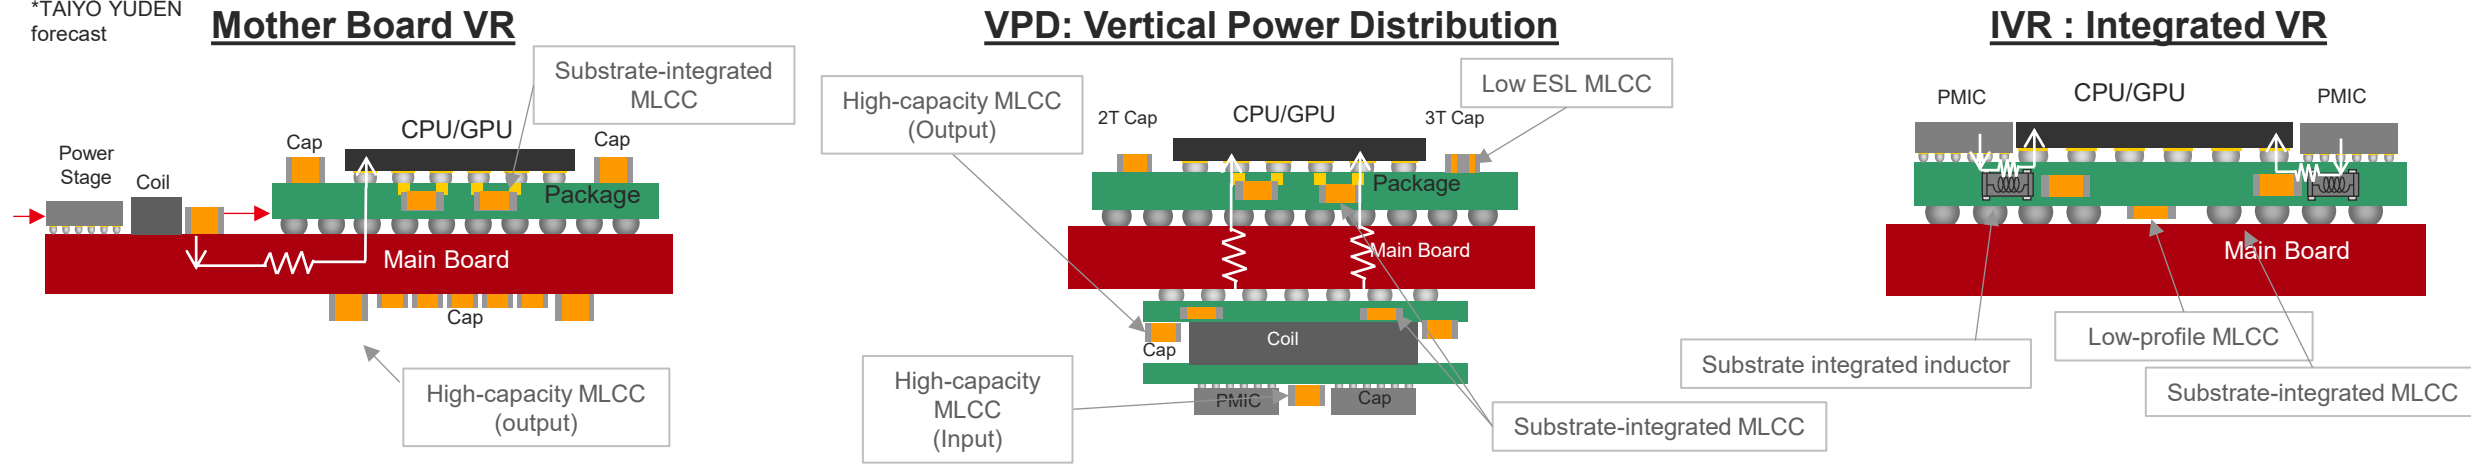 *TAIYO YUDEN
forecast
Mother Board VR
Substrate-integrated
MLCC
CPU/GPU
Cap
Cap
Power
Stage
Coil
Package
Main Board
Cap
High-capacity MLCC
(output)
VPD: Vertical Power Distribution
High-capacity MLCC
(Output)
Low ESL MLCC
2T Cap
CPU/GPU
3T Cap
Package
Main Board
Cap
Coil
High-capacity
MLCC
(Input)
PMIC
Cap
Substrate-integrated MLCC
IVR : Integrated VR
PMIC
CPU/GPU
PMIC
Main Board
Low-profile MLCC
Substrate integrated inductor
Substrate-integrated MLCC